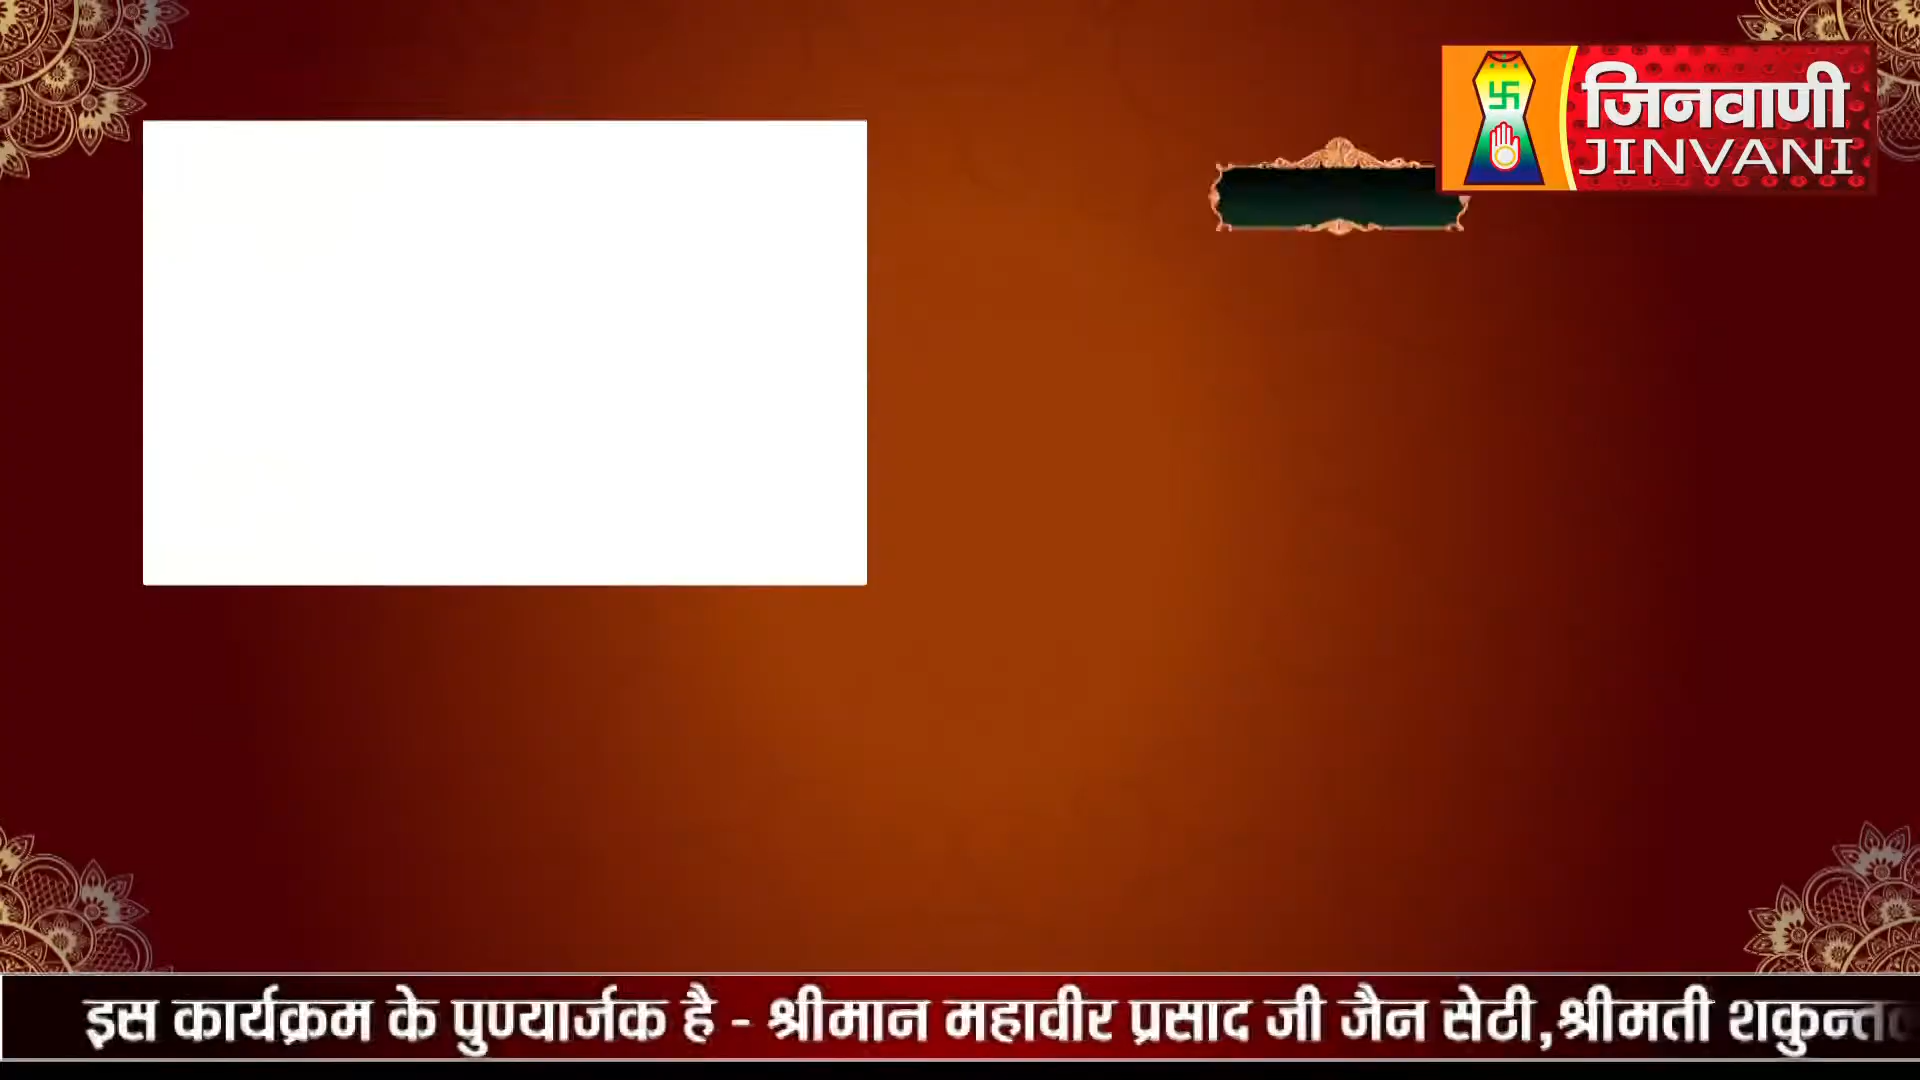 जिनवाणी
JINVANI
इस कार्यक्रम के पुण्यार्जक है - श्रीमान महावीर प्रसाद जी जैन सेठी,श्रीमती